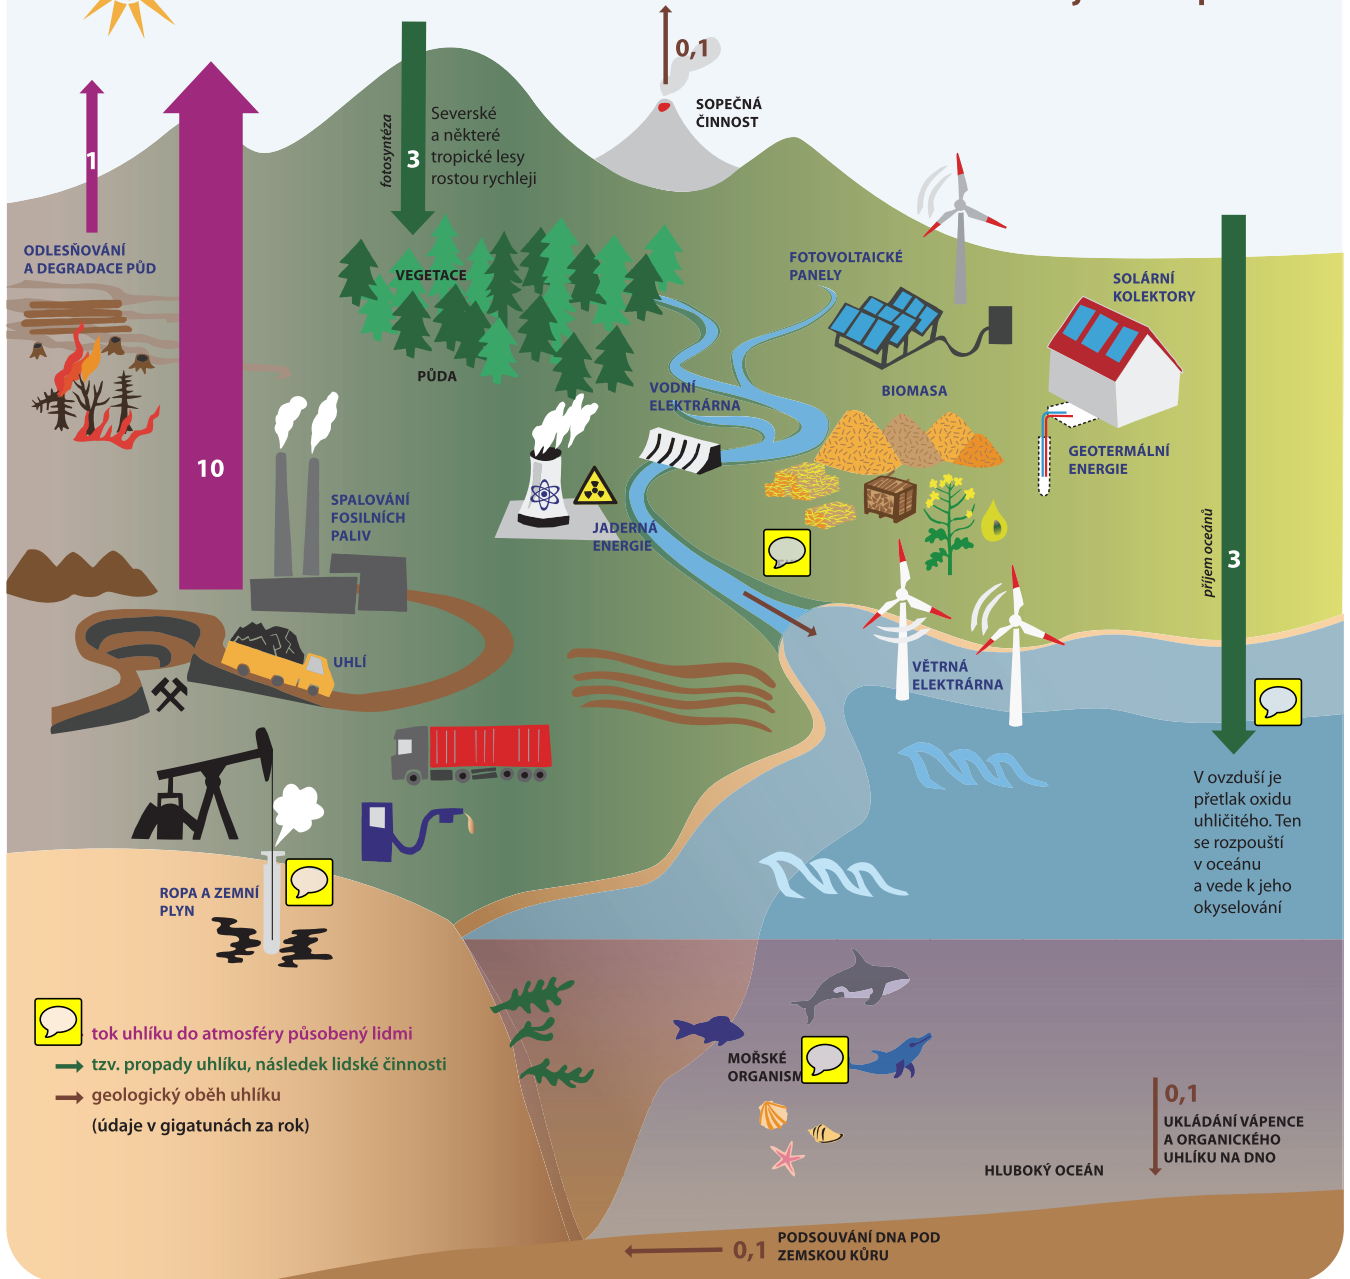 0,1
SOPEČNÁ
ČINNOST
1
fotosyntéza
3
Severské
a některé
tropické lesy
rostou rychleji
ODLESŇOVÁNÍ
A DEGRADACE PŮD
VEGETACE
PŮDA
FOTOVOLTAICKÉ
PANELY
SOLÁRNÍ
KOLEKTORY
VODNÍ
ELEKTRÁRNA
BIOMASA
GEOTERMÁLNÍ
ENERGIE
10
SPALOVÁNÍ
FOSILNÍCH
PALIV
JADERNÁ
ENERGIE
příjem oceánů
3
UHLÍ
VĚTRNÁ
ELEKTRÁRNA
V ovzduší je
přetlak oxidu
uhličitého. Ten
se rozpouští
v oceánu
a vede k jeho
okyselování
ROPA A ZEMNÍ
PLYN
tok uhlíku do atmosféry působený lidmi
tzv. propady uhlíku, následek lidské činnosti
geologický oběh uhlíku
(údaje v gigatunách za rok)
MOŘSKÉ
ORGANISM
0,1
UKLÁDÁNÍ VÁPENCE
A ORGANICKÉHO
UHLÍKU NA DNO
HLUBOKÝ OCEÁN
0,1
PODSOUVÁNÍ DNA POD
ZEMSKOU KŮRU